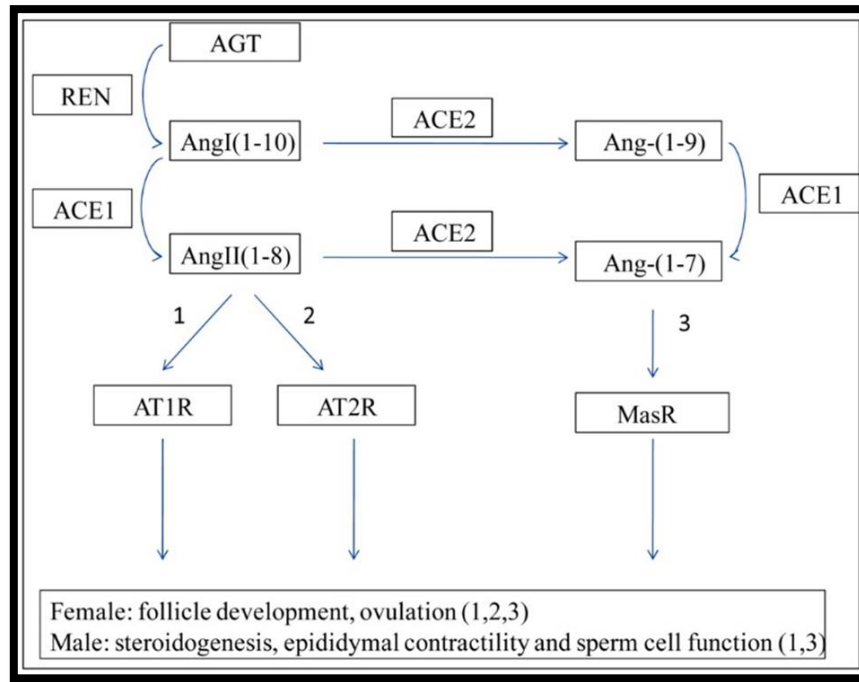 AGT
REN
AngI(1-10)
ACE2
Ang-(1-9)
ACE1
ACE1
AngII(1-8)
ACE2
Ang-(1-7)
1
2
3
AT1R
AT2R
MasR
Female: follicle development, ovulation (1,2,3)
Male: steroidogenesis, epididymal contractility and sperm cell function (1,3)